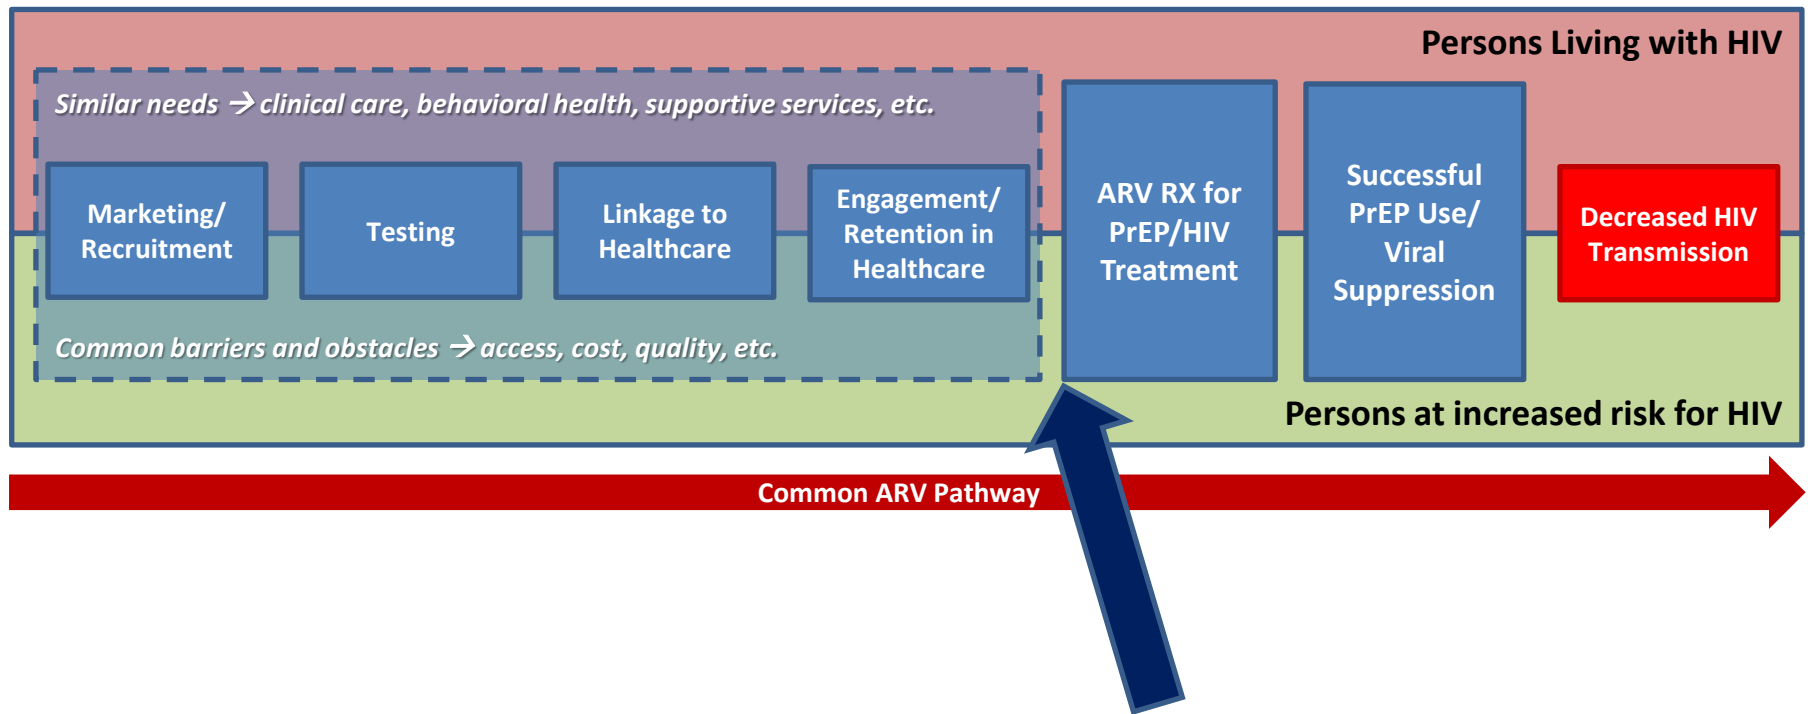 Persons Living with HIV
Similar needs → clinical care, behavioral health, supportive services, etc.
Marketing/
Recruitment
Testing
Linkage to
Healthcare
Engagement/
Retention in
Healthcare
ARV RX for
PrEP/HIV
Treatment
Successful
PrEP Use/
Viral
Suppression
Decreased HIV
Transmission
Common barriers and obstacles → access, cost, quality, etc.
Persons at increased risk for HIV
Common ARV Pathway